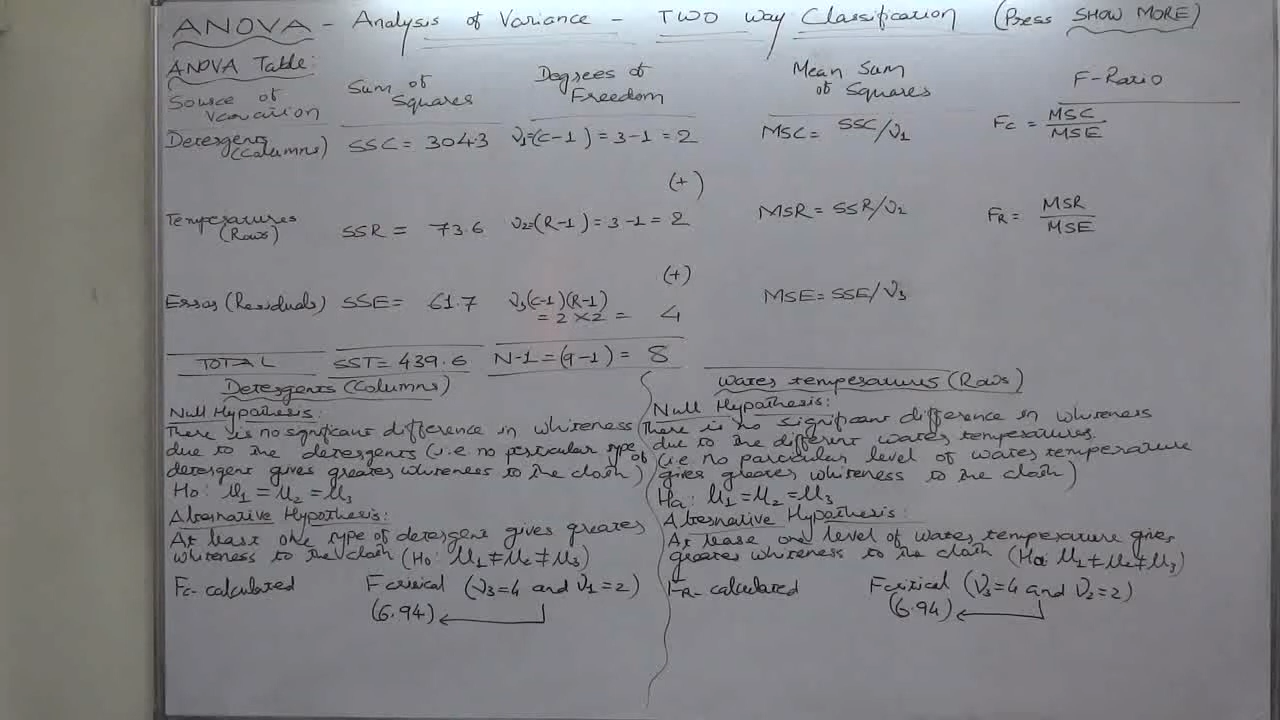 ANOVA - Analysis of Variance - TWO Way Classification (Press SHOW MORE)
ANOVA Table:
Source of Variation
Sum of Squares
Degrees of Freedom
Mean Sum of Squares
F-Ratio
Detergents (Columns) SSC = 304.3 ν1=(C-1) = 3-1 = 2 MSC = SSC/ν1 Fc = MSC/MSE
(+)
Temperatures (Rows) SSR = 73.6 ν2=(R-1) = 3-1 = 2 MSR = SSR/ν2 FR = MSR/MSE
(+)
Error (Residuals) SSE = 61.7 ν3(C-1)(R-1) MSE = SSE/ν3
= 2×2 = 4
TOTAL SST = 439.6 N-1 = (9-1) = 8
Detergents (Columns)
Null Hypothesis:
There is no significant difference in whiteness
due to the detergents (i.e no perticular type of
detergent gives greater whiteness to the cloth)
Ho: μ1 = μ2 = μ3
Alternative Hypothesis:
At least one type of detergent gives greater
whiteness to the cloth (Ho: μ1 ≠ μ2 ≠ μ3)
Fc- calculated F critical (ν3=4 and ν1=2)
(6.94)
Water temperatures (Rows)
Null Hypothesis:
There is no significant difference in whiteness
due to the different water temperatures.
(i.e no parcular level of water temperature
gives greater whiteness to the cloth)
Ha: μ1 = μ2 = μ3
Alternative Hypothesis:
At lease one level of water temperature gives
greater whiteness to the cloth (Ha: μ1 ≠ μ2 ≠ μ3)
FR- calculated F critical (ν3=4 and ν2=2)
(6.94)